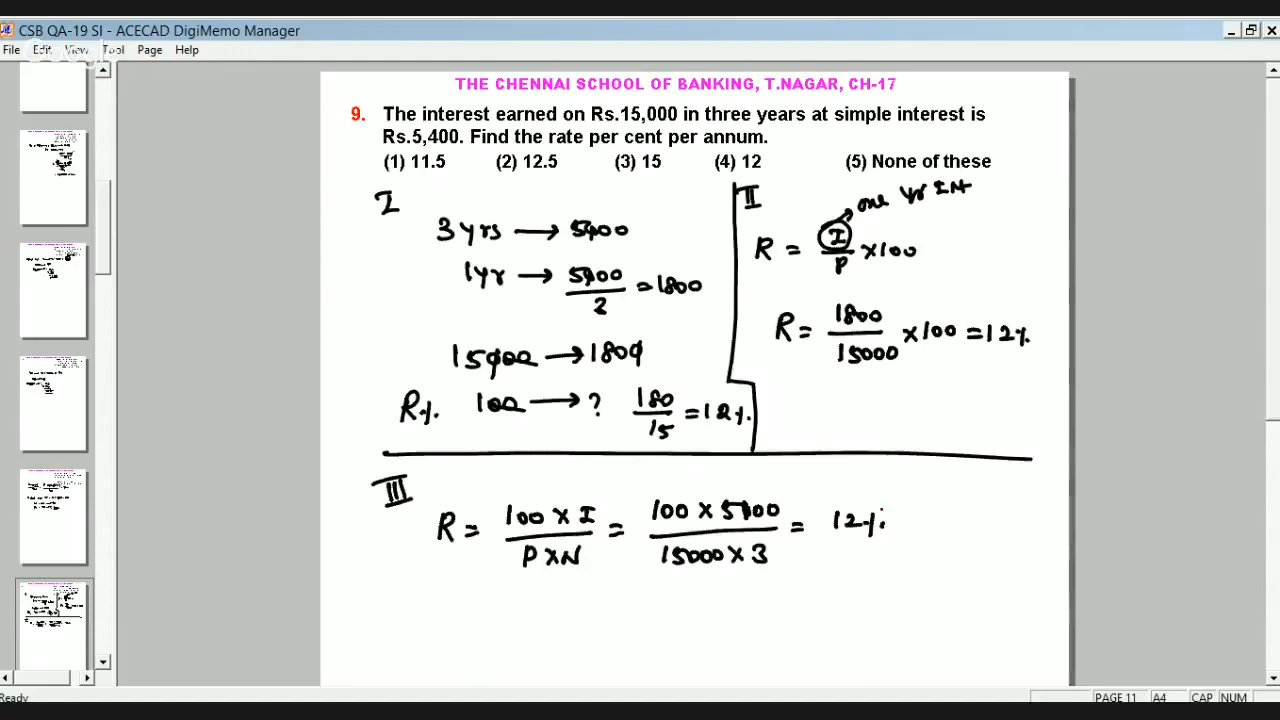 CSB QA-19 SI - ACECAD DigiMemo Manager
File Edit View Tool Page Help
THE CHENNAI SCHOOL OF BANKING, T.NAGAR, CH-17
9. The interest earned on Rs.15,000 in three years at simple interest is
Rs.5,400. Find the rate per cent per annum.
(1) 11.5 (2) 12.5 (3) 15 (4) 12 (5) None of these
I
3 yrs → 5400
1 yr → 5400/3 = 1800
15000 → 1800
R% 100 → ? 180/15 = 12%
II
one yr Int
R = I/P × 100
R = 1800/15000 × 100 = 12%
III
R = 100 × I / P × N = 100 × 5400 / 15000 × 3 = 12%
Ready
PAGE 11 A4 CAP NUM